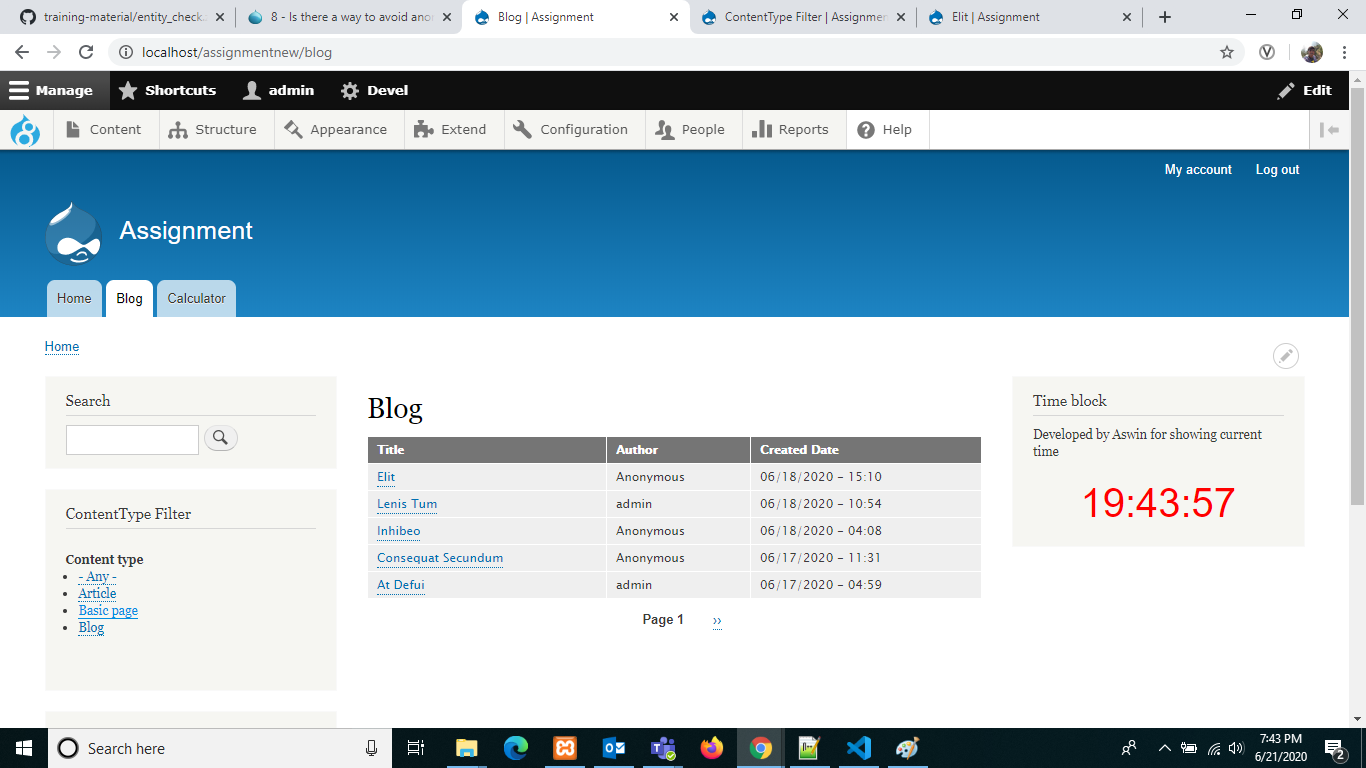 training-material/entity_check.
8 - Is there a way to avoid anon
Blog | Assignment
ContentType Filter | Assignmen
Elit | Assignment
localhost/assignmentnew/blog
Manage Shortcuts admin Devel Edit
Content Structure Appearance Extend Configuration People Reports Help
My account Log out
Assignment
Home Blog Calculator
Home
Search
ContentType Filter
Content type
- Any -
Article
Basic page
Blog
Blog
Title Author Created Date
Elit Anonymous 06/18/2020 - 15:10
Lenis Tum admin 06/18/2020 - 10:54
Inhibeo Anonymous 06/18/2020 - 04:08
Consequat Secundum Anonymous 06/17/2020 - 11:31
At Defui admin 06/17/2020 - 04:59
Page 1 ››
Time block
Developed by Aswin for showing current
time
19:43:57
Search here
7:43 PM
6/21/2020
2